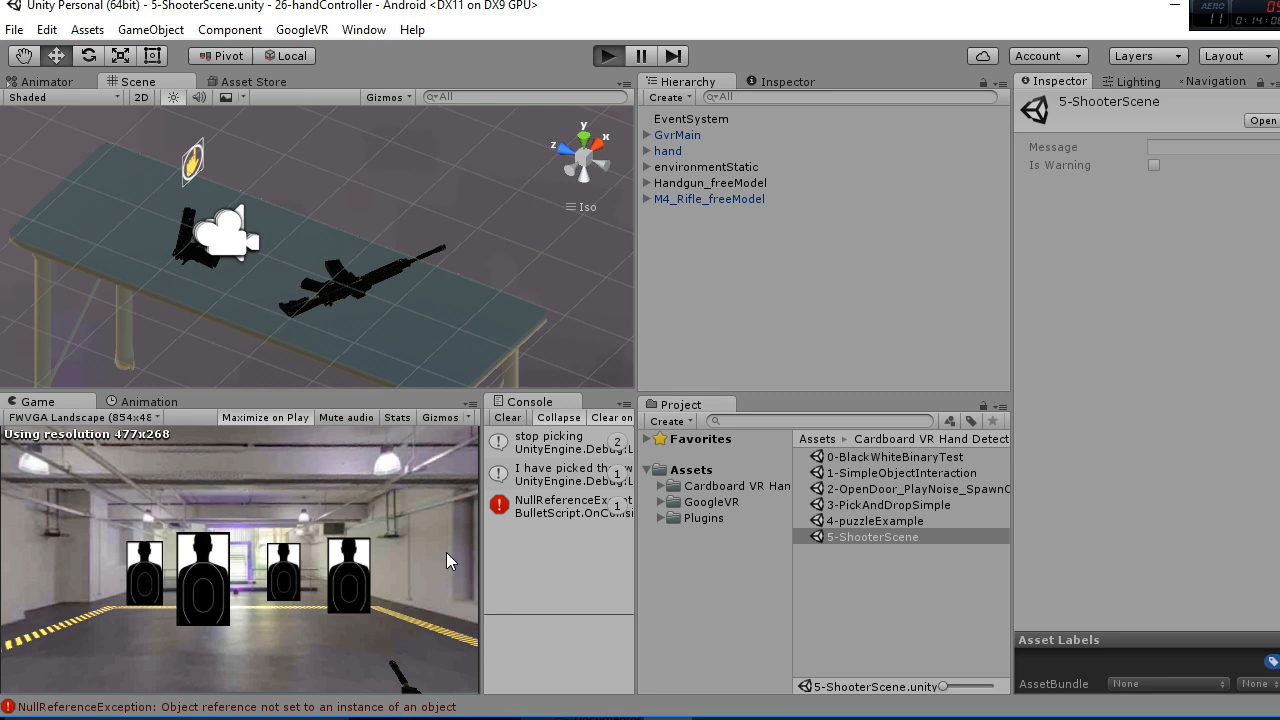 Unity Personal (64bit) - 5-ShooterScene.unity - 26-handController - Android <DX11 on DX9 GPU>
AERO
11
File Edit Assets GameObject Component GoogleVR Window Help
Pivot Local Account Layers Layout
Animator Scene Asset Store
Shaded 2D Gizmos All
y
x
z
Iso
Hierarchy Inspector
Create All
EventSystem
GvrMain
hand
environmentStatic
Handgun_freeModel
M4_Rifle_freeModel
Inspector Lighting Navigation
5-ShooterScene
Open
Message
Is Warning
Game Animation
FWVGA Landscape (854x48 Maximize on Play Mute audio Stats Gizmos
Using resolution 477x268
Console
Clear Collapse Clear on
stop picking 2
UnityEngine.Debug:L
I have picked th 1
UnityEngine.Debug:L
NullReferenceExcept 1
BulletScript.OnCollisi
Project
Create
Favorites
Assets
Cardboard VR Han
GoogleVR
Plugins
Assets Cardboard VR Hand Detect
0-BlackWhiteBinaryTest
1-SimpleObjectInteraction
2-OpenDoor_PlayNoise_SpawnC
3-PickAndDropSimple
4-puzzleExample
5-ShooterScene
5-ShooterScene.unity
Asset Labels
AssetBundle None None
NullReferenceException: Object reference not set to an instance of an object